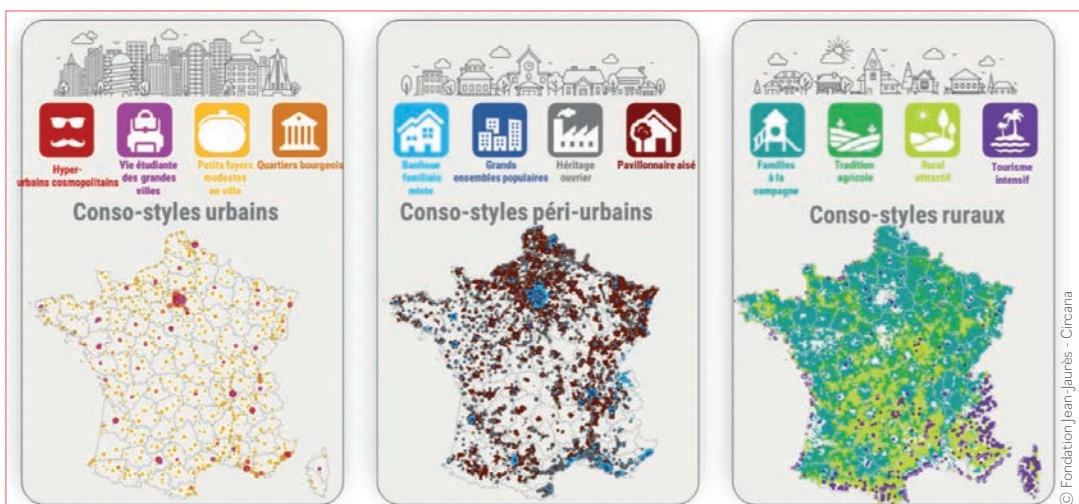 Hyper-
urbains cosmopolitains
Vie étudiante
des grandes
villes
Petits foyers
modestes
en ville
Quartiers bourgeois
Conso-styles urbains
Banlieue
familiale
mixte
Grands
ensembles populaires
Héritage
ouvrier
Pavillonnaire aisé
Conso-styles péri-urbains
Familles
à la
campagne
Tradition
agricole
Rural
attractif
Tourisme
intensif
Conso-styles ruraux
© Fondation Jean-Jaurès - Circana